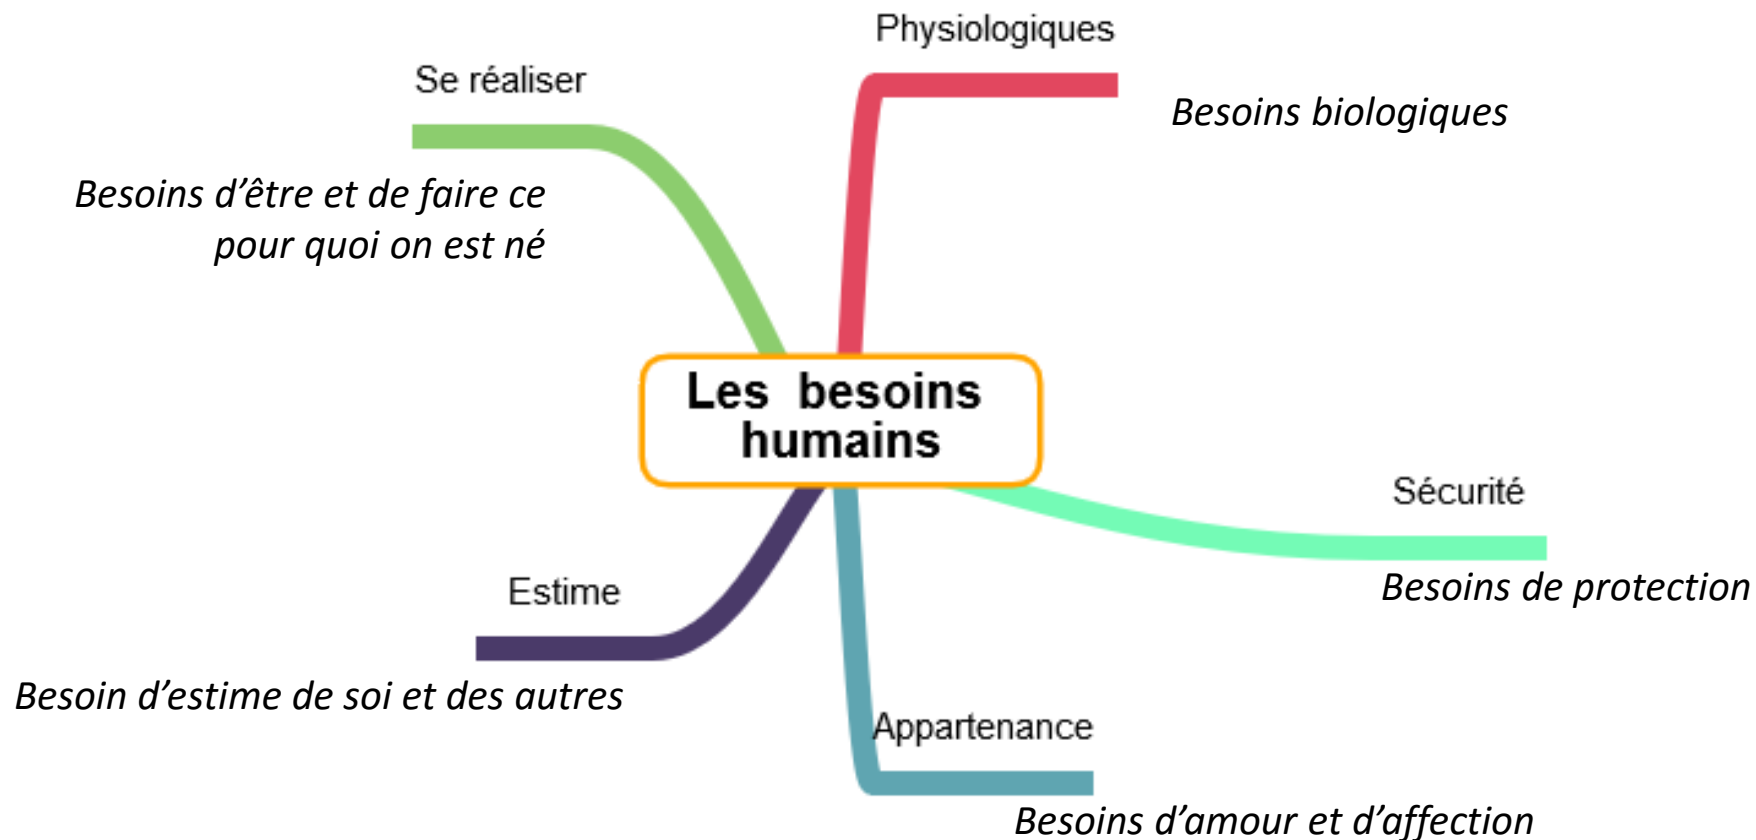 Physiologiques
Besoins biologiques
Se réaliser
Besoins d’être et de faire ce
pour quoi on est né
Les besoins
humains
Sécurité
Besoins de protection
Estime
Besoin d’estime de soi et des autres
Appartenance
Besoins d’amour et d’affection